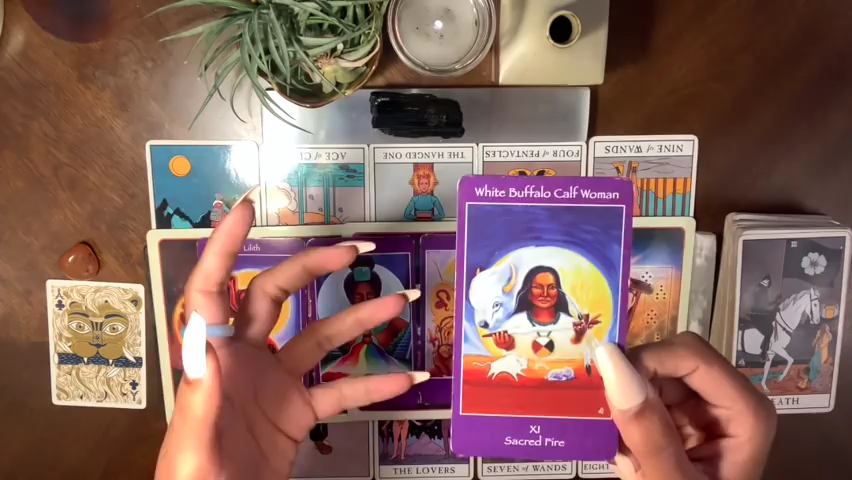 ACE of C
THE HANGED ONE
FOUR of PENTACLES
NINE of WANDS
White Buffalo Calf Woman
Lilith
A
A
III
XI
Sacred Fire
DEATH
THE LOVERS
SEVEN of WANDS
EIGHT